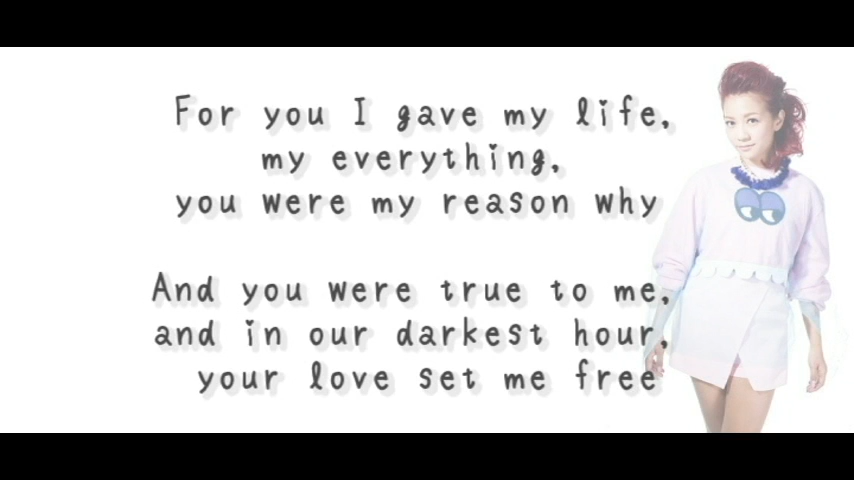 For you I gave my life,
my everything,
you were my reason why
And you were true to me,
and in our darkest hour,
your love set me free